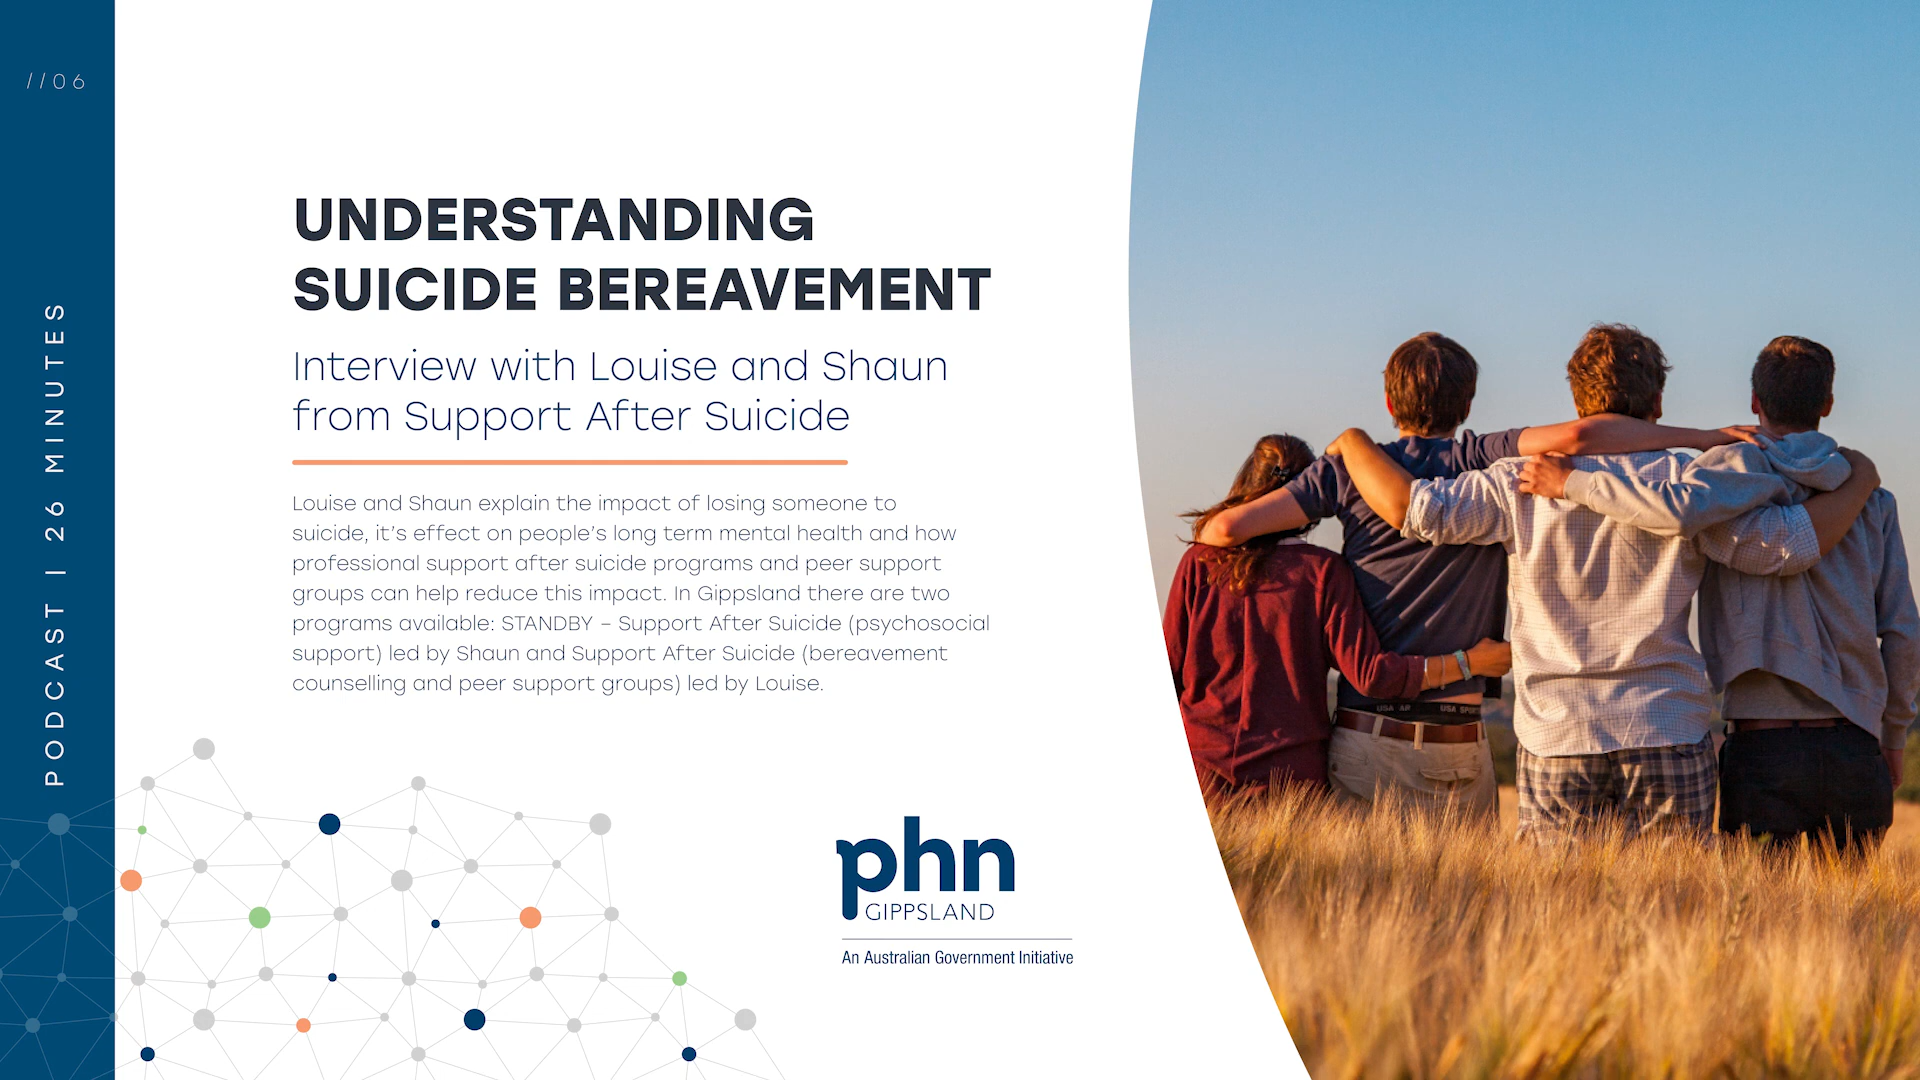 //06
PODCAST | 26 MINUTES
UNDERSTANDING
SUICIDE BEREAVEMENT
Interview with Louise and Shaun
from Support After Suicide
Louise and Shaun explain the impact of losing someone to
suicide, it's effect on people's long term mental health and how
professional support after suicide programs and peer support
groups can help reduce this impact. In Gippsland there are two
programs available: STANDBY – Support After Suicide (psychosocial
support) led by Shaun and Support After Suicide (bereavement
counselling and peer support groups) led by Louise.
phn
GIPPSLAND
An Australian Government Initiative
USA AIR
USA SPORT